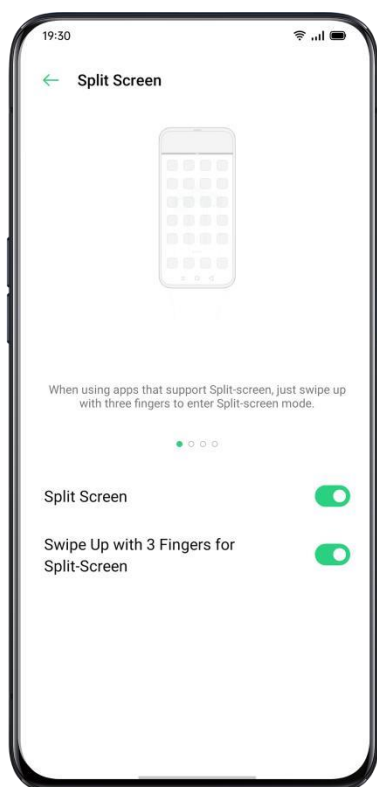 19:30
Split Screen
When using apps that support Split-screen, just swipe up
with three fingers to enter Split-screen mode.
Split Screen
Swipe Up with 3 Fingers for
Split-Screen